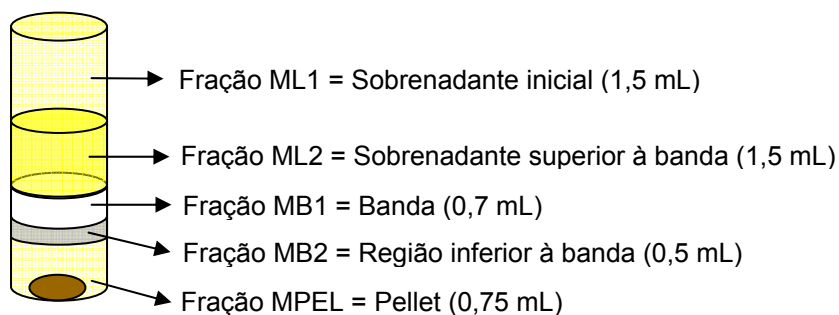 Fração ML1 = Sobrenadante inicial (1,5 mL)
Fração ML2 = Sobrenadante superior à banda (1,5 mL)
Fração MB1 = Banda (0,7 mL)
Fração MB2 = Região inferior à banda (0,5 mL)
Fração MPEL = Pellet (0,75 mL)